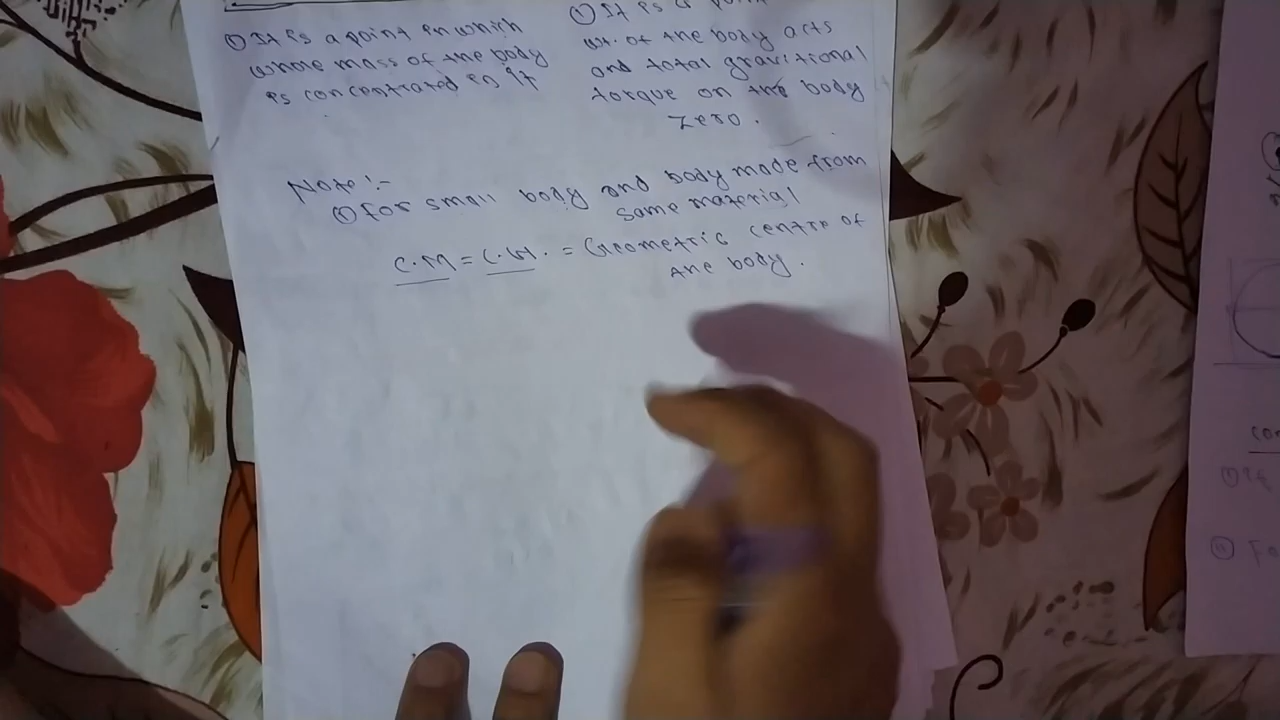 ① It is a point in which
whole mass of the body
is concentrated in it
① It is a point
wt. of the body acts
and total gravitional
torque on the body
zero.
Note:-
① For small body and body made from
same material
C.M = C.G. = Geometric centre of
the body.